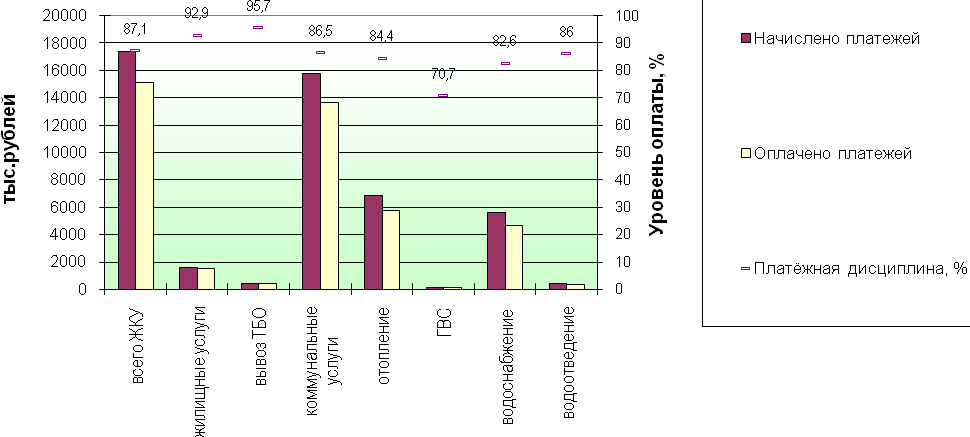 тыс.рублей
20000
18000
16000
14000
12000
10000
8000
6000
4000
2000
0
87,1
92,9
95,7
86,5
84,4
70,7
82,6
86
100
90
80
70
60
50
40
30
20
10
0
Уровень оплаты, %
всего ЖКУ
жилищные услуги
вывоз ТБО
коммунальные
услуги
отопление
ГВС
водоснабжение
водоотведение
Начислено платежей
Оплачено платежей
Платёжная дисциплина, %